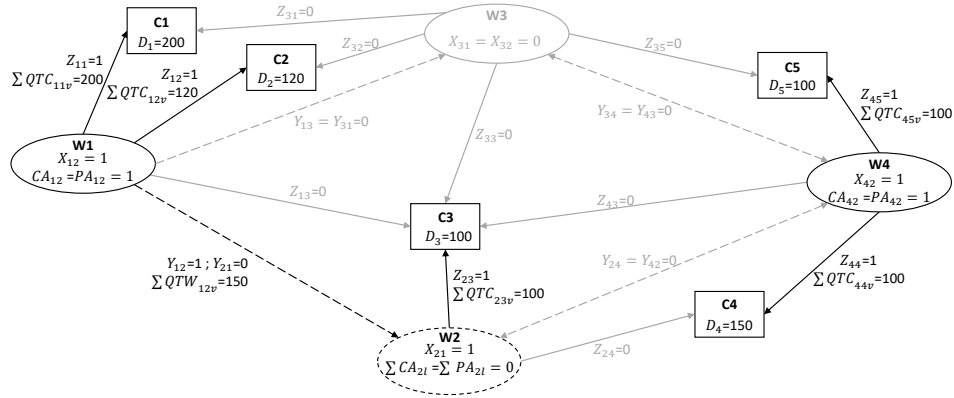 C1
D₁=200
Z₃₁=0
W3
X₃₁ = X₃₂ = 0
Z₃₂=0
Z₃₅=0
C2
D₂=120
C5
D₅=100
Z₁₁=1
∑ QTC₁₁ᵥ=200
Z₁₂=1
∑ QTC₁₂ᵥ=120
Y₁₃ = Y₃₁=0
Z₃₃=0
Y₃₄ = Y₄₃=0
Z₄₅=1
∑ QTC₄₅ᵥ=100
W1
X₁₂ = 1
CA₁₂ =PA₁₂ = 1
W4
X₄₂ = 1
CA₄₂ =PA₄₂ = 1
Z₁₃=0
Z₄₃=0
C3
D₃=100
Y₁₂=1 ; Y₂₁=0
∑ QTW₁₂ᵥ=150
Z₂₃=1
∑ QTC₂₃ᵥ=100
Y₂₄ = Y₄₂=0
Z₄₄=1
∑ QTC₄₄ᵥ=100
C4
D₄=150
W2
X₂₁ = 1
∑ CA₂ₗ=∑ PA₂ₗ = 0
Z₂₄=0